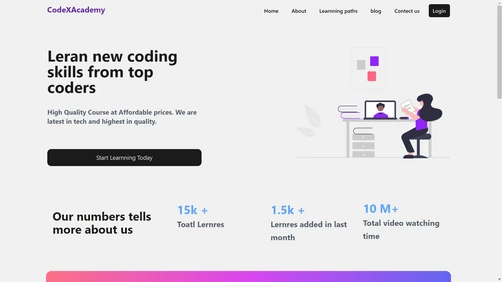 CodeXAcademy
Home About Learnning paths blog Contact us Login
Leran new coding
skills from top
coders
High Quality Course at Affordable prices. We are
latest in tech and highest in quality.
Start Learnning Today
Our numbers tells
more about us
15k +
Toatl Lernres
1.5k +
Lernres added in last
month
10 M+
Total video watching
time